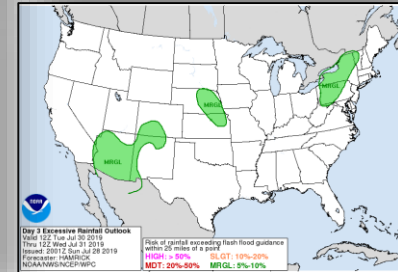 MRGL
MRGL
MRGL
NOAA
Day 3 Excessive Rainfall Outlook
Valid 12Z Tue Jul 30 2019
Thru 12Z Wed Jul 31 2019
Issued: 2001Z Sun Jul 28 2019
Forecaster: HAMRICK
NOAA/NWS/NCEP/WPC
Risk of rainfall exceeding flash flood guidance
within 25 miles of a point
HIGH: > 50% SLGT: 10%-20%
MDT: 20%-50% MRGL: 5%-10%